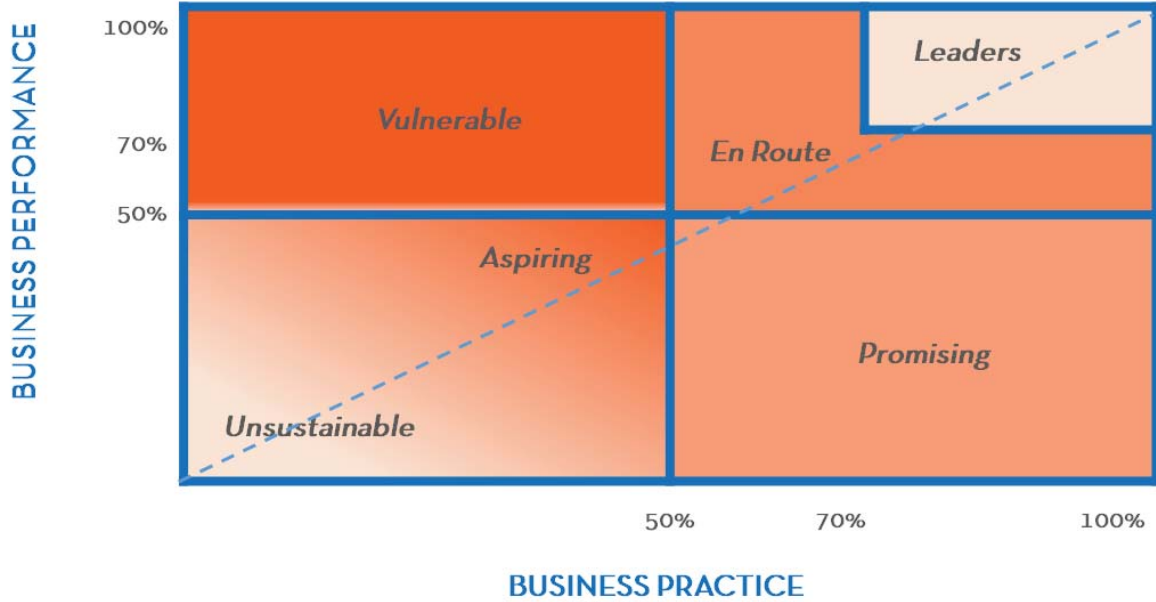 BUSINESS PERFORMANCE
100%
Leaders
Vulnerable
70%
En Route
50%
Aspiring
Promising
Unsustainable
50%
70%
100%
BUSINESS PRACTICE